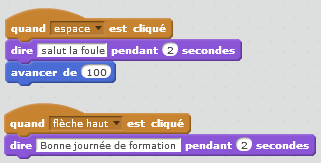 quand espace est cliqué
dire salut la foule pendant 2 secondes
avancer de 100
quand flèche haut est cliqué
dire Bonne journée de formation pendant 2 secondes